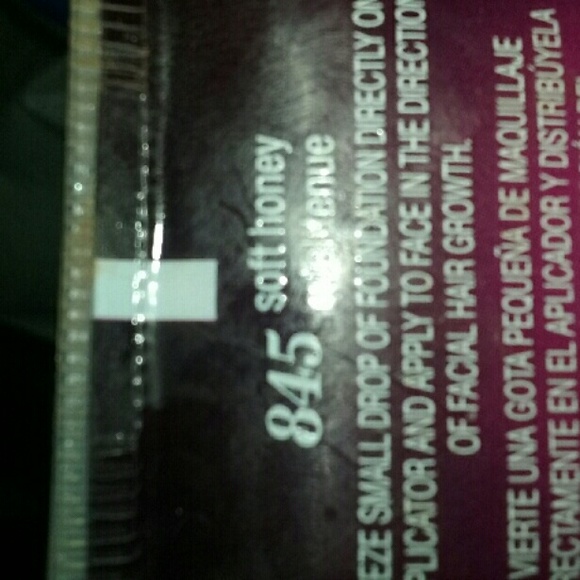 845 soft honey
EZE SMALL DROP OF FOUNDATION DIRECTLY ON
PLICATOR AND APPLY TO FACE IN THE DIRECTION
OF FACIAL HAIR GROWTH.
VIERTE UNA GOTA PEQUEÑA DE MAQUILLAJE
RECTAMENTE EN EL APLICADOR Y DISTRIBÚYELA